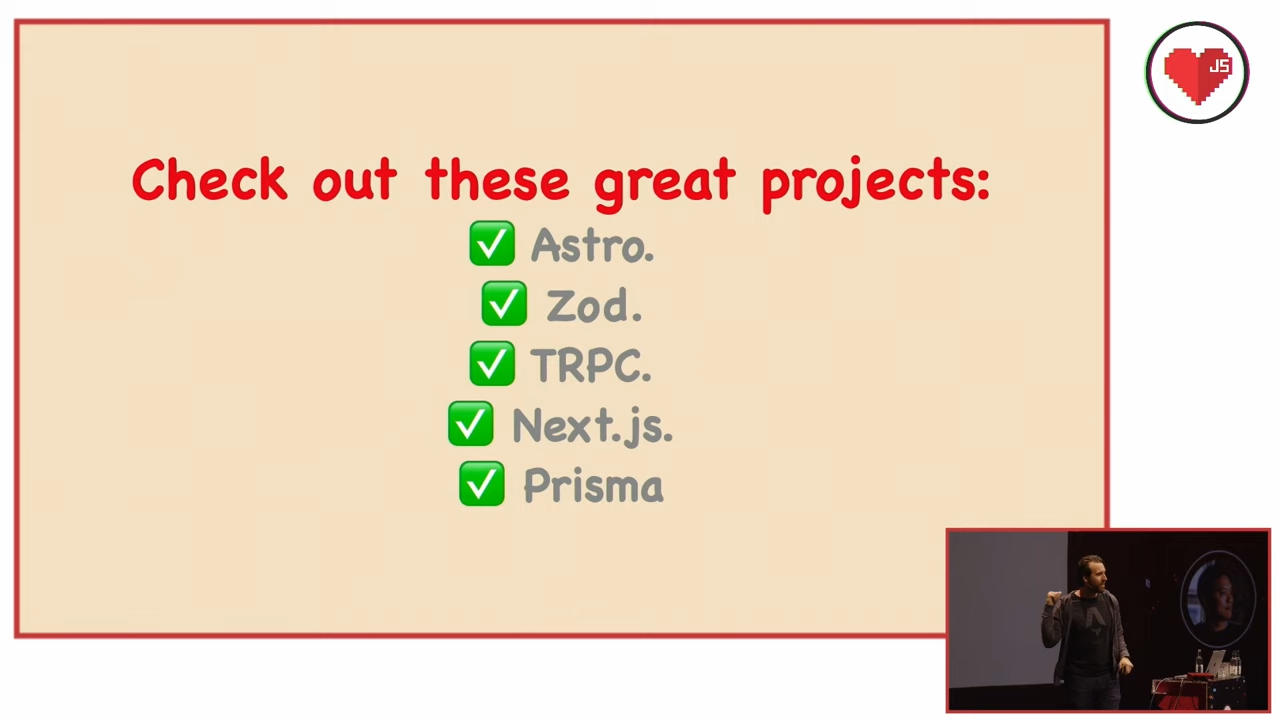 JS
Check out these great projects:
✅ Astro.
✅ Zod.
✅ TRPC.
✅ Next.js.
✅ Prisma